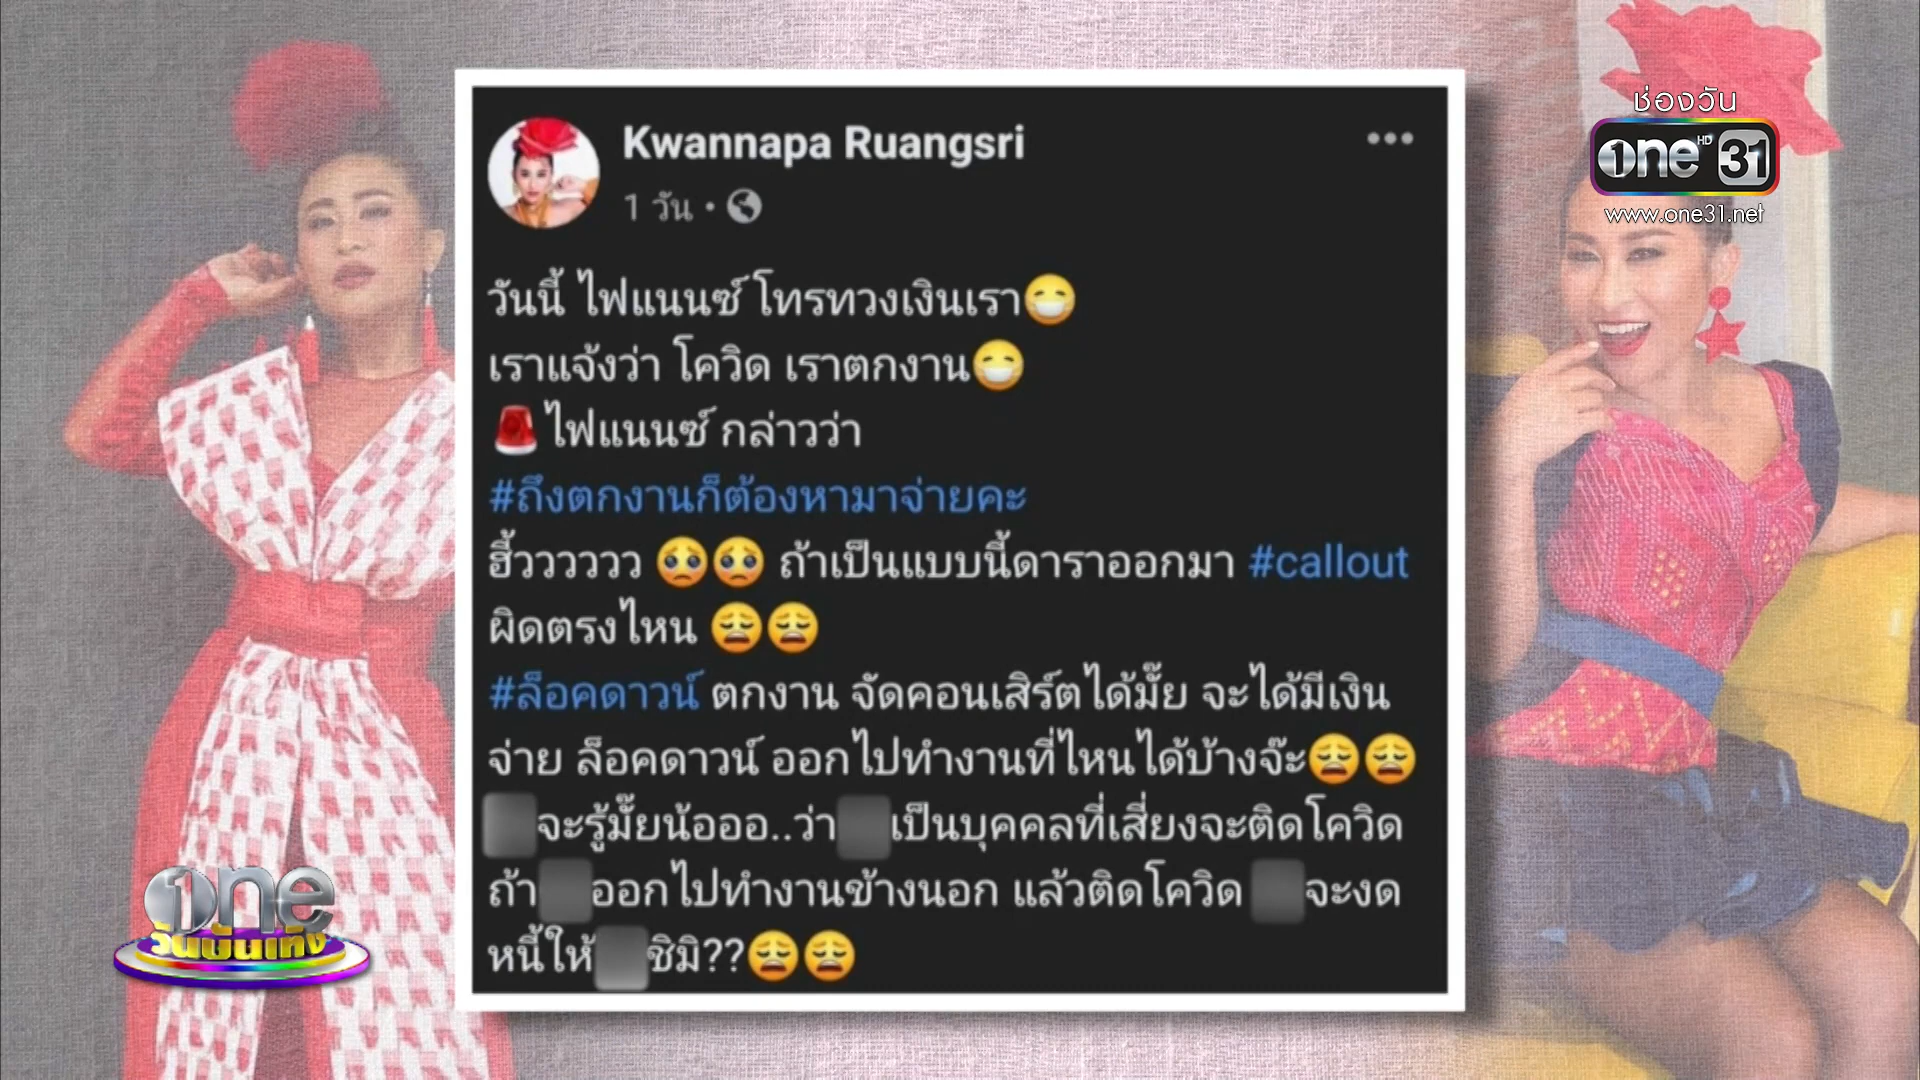 ช่องวัน
one HD 31
www.one31.net
Kwannapa Ruangsri
1 วัน
วันนี้ ไฟแนนซ์ โทรทวงเงินเรา😷
เราแจ้งว่า โควิด เราตกงาน😷
🚨ไฟแนนซ์ กล่าวว่า
#ถึงตกงานก็ต้องหามาจ่ายคะ
ฮื้อวววววว 🥺🥺 ถ้าเป็นแบบนี้ดาราออกมา #callout
ผิดตรงไหน 😩😩
#ล็อคดาวน์ ตกงาน จัดคอนเสิร์ตได้มั๊ย จะได้มีเงิน
จ่าย ล็อคดาวน์ ออกไปทำงานที่ไหนได้บ้างจ๊ะ😩😩
จะรู้มั๊ยน้อออ..ว่า เป็นบุคคลที่เสี่ยงจะติดโควิด
ถ้า ออกไปทำงานข้างนอก แล้วติดโควิด จะงด
หนี้ให้ ชิมิ??😩😩
one
วันบันเทิง